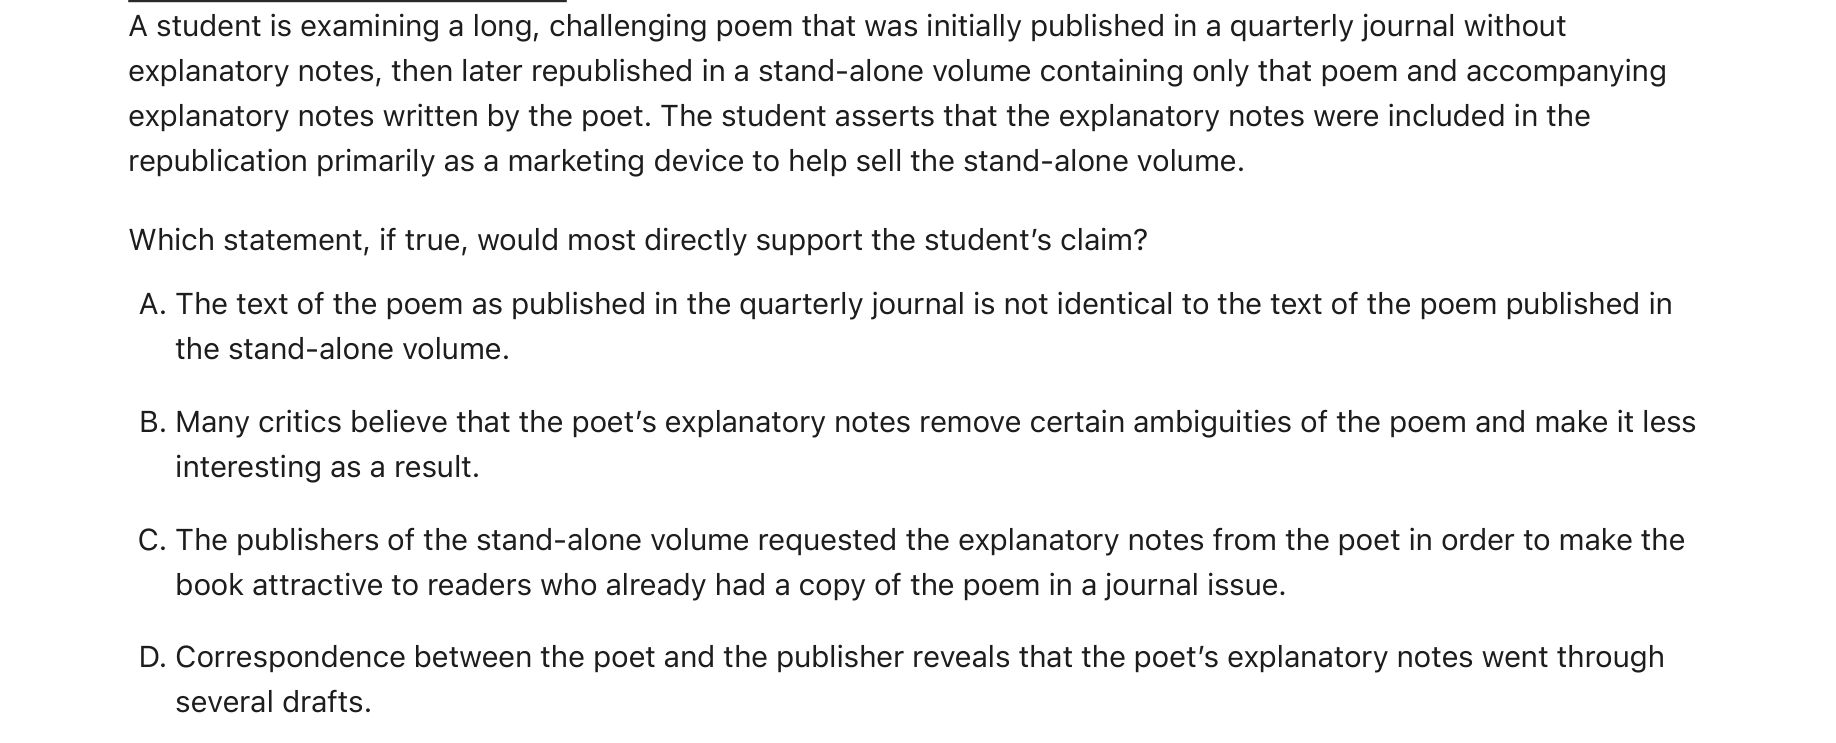 A student is examining a long, challenging poem that was initially published in a quarterly journal without
explanatory notes, then later republished in a stand-alone volume containing only that poem and accompanying
explanatory notes written by the poet. The student asserts that the explanatory notes were included in the
republication primarily as a marketing device to help sell the stand-alone volume.
Which statement, if true, would most directly support the student’s claim?
A. The text of the poem as published in the quarterly journal is not identical to the text of the poem published in
the stand-alone volume.
B. Many critics believe that the poet’s explanatory notes remove certain ambiguities of the poem and make it less
interesting as a result.
C. The publishers of the stand-alone volume requested the explanatory notes from the poet in order to make the
book attractive to readers who already had a copy of the poem in a journal issue.
D. Correspondence between the poet and the publisher reveals that the poet’s explanatory notes went through
several drafts.